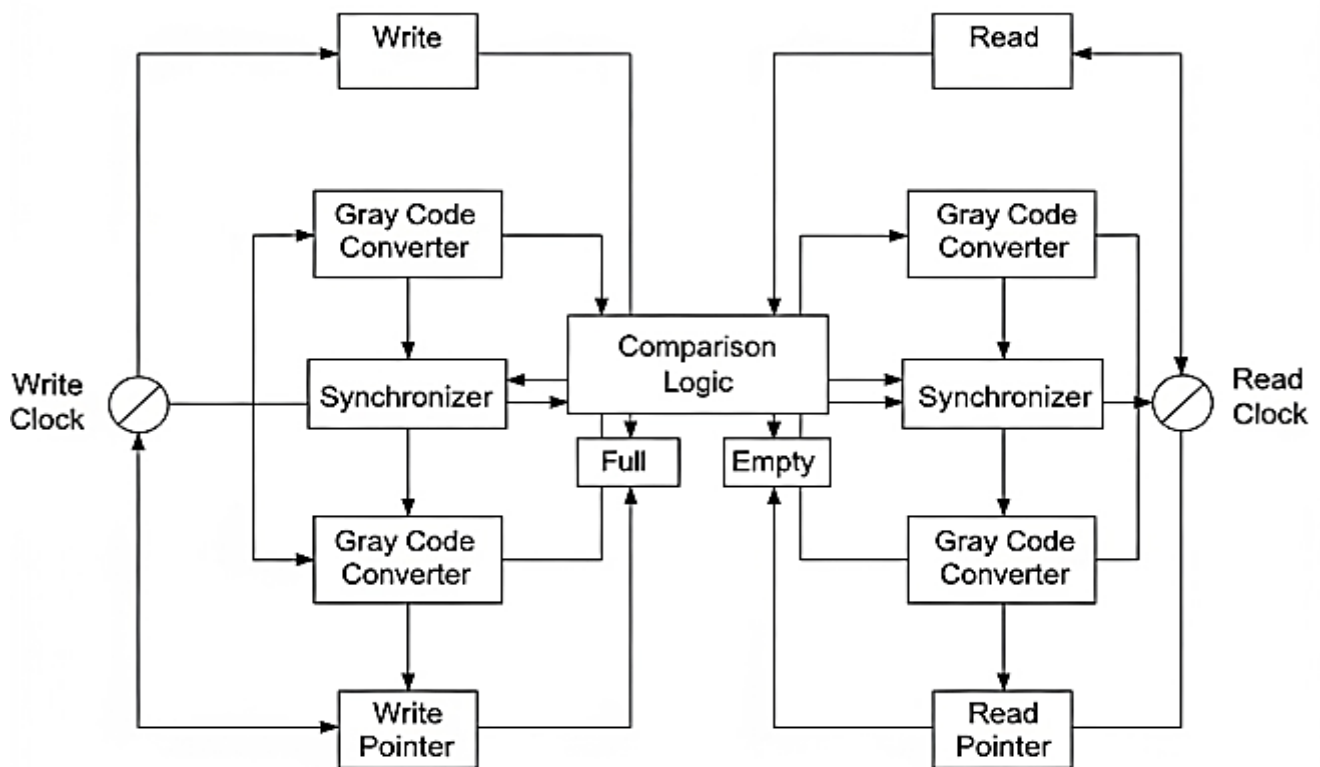 Write
Read
Gray Code
Converter
Gray Code
Converter
Comparison
Logic
Write
Clock
Synchronizer
Synchronizer
Read
Clock
Full
Empty
Gray Code
Converter
Gray Code
Converter
Write
Pointer
Read
Pointer